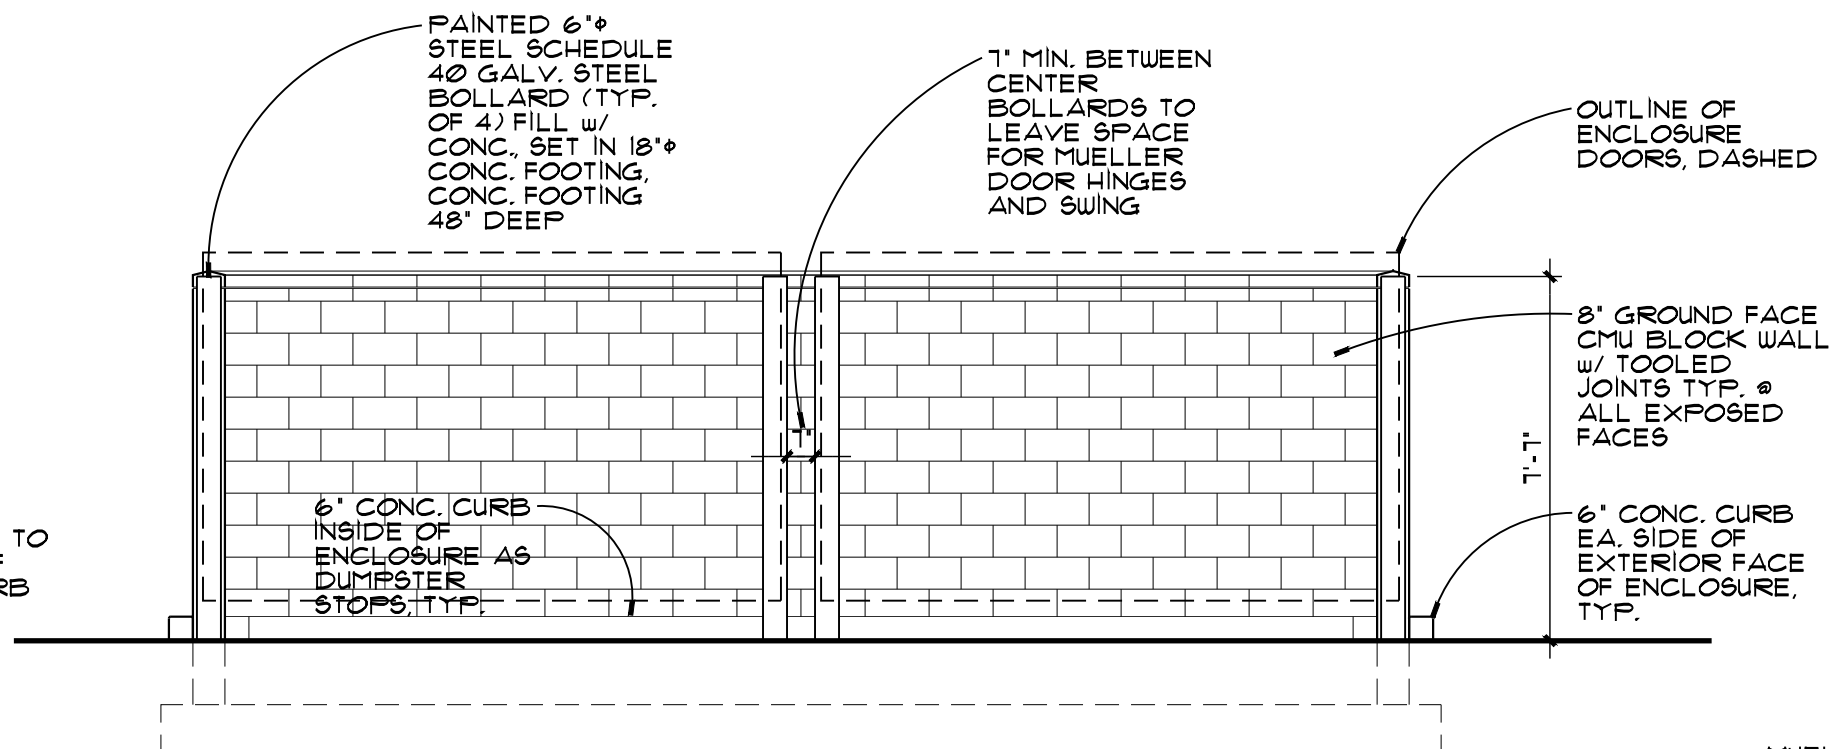 PAINTED 6"ϕ
STEEL SCHEDULE
40 GALV. STEEL
BOLLARD (TYP.
OF 4) FILL w/
CONC., SET IN 18"ϕ
CONC. FOOTING,
CONC. FOOTING
48" DEEP
7" MIN. BETWEEN
CENTER
BOLLARDS TO
LEAVE SPACE
FOR MUELLER
DOOR HINGES
AND SWING
OUTLINE OF
ENCLOSURE
DOORS, DASHED
8" GROUND FACE
CMU BLOCK WALL
w/ TOOLED
JOINTS TYP. @
ALL EXPOSED
FACES
7"
7'-7"
6" CONC. CURB
INSIDE OF
ENCLOSURE AS
DUMPSTER
STOPS, TYP.
6" CONC. CURB
EA. SIDE OF
EXTERIOR FACE
OF ENCLOSURE,
TYP.
TO